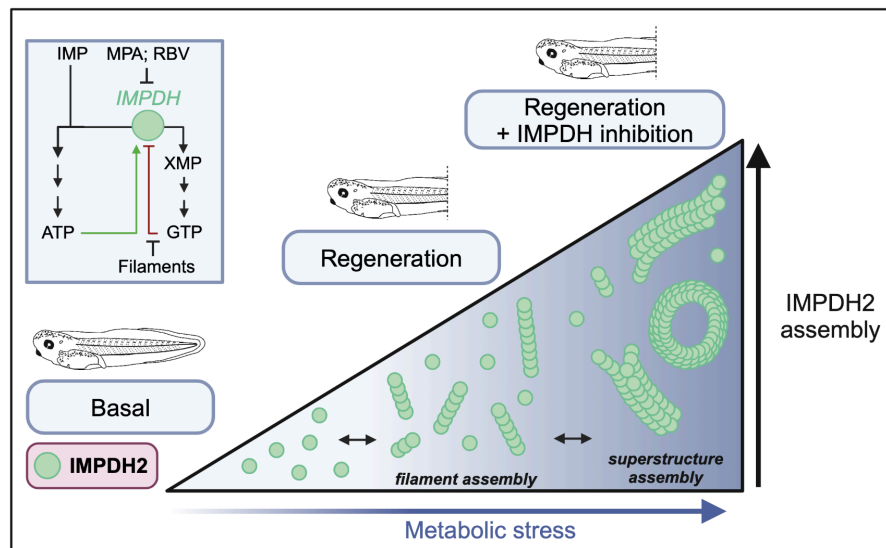 IMP
MPA; RBV
IMPDH
XMP
ATP
GTP
Filaments
Regeneration
+ IMPDH inhibition
Regeneration
Basal
IMPDH2
filament assembly
superstructure
assembly
IMPDH2
assembly
Metabolic stress